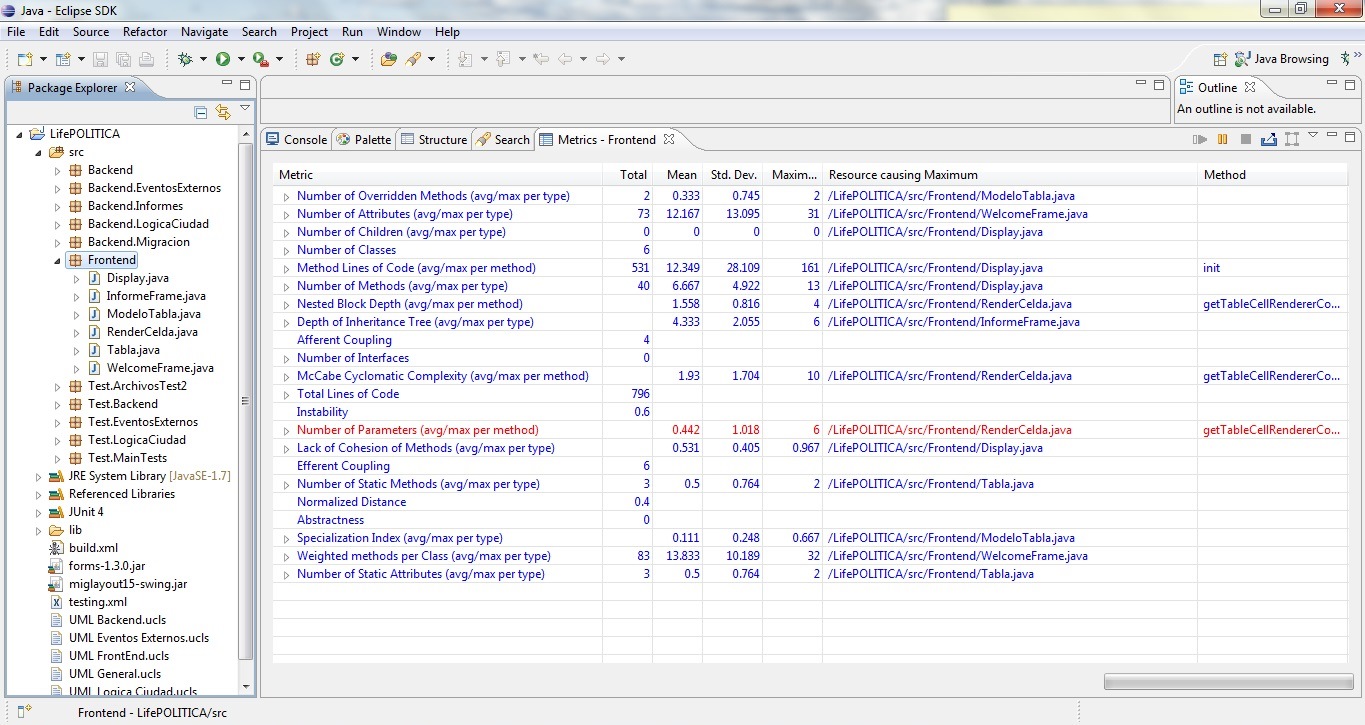 Java - Eclipse SDK
File Edit Source Refactor Navigate Search Project Run Window Help
Java Browsing
Package Explorer
LifePOLITICA
src
Backend
Backend.EventosExternos
Backend.Informes
Backend.LogicaCiudad
Backend.Migracion
Frontend
Display.java
InformeFrame.java
ModeloTabla.java
RenderCelda.java
Tabla.java
WelcomeFrame.java
Test.ArchivosTest2
Test.Backend
Test.EventosExternos
Test.LogicaCiudad
Test.MainTests
JRE System Library [JavaSE-1.7]
Referenced Libraries
JUnit 4
lib
build.xml
forms-1.3.0.jar
miglayout15-swing.jar
testing.xml
UML Backend.ucls
UML Eventos Externos.ucls
UML FrontEnd.ucls
UML General.ucls
UML Logica Ciudad.ucls
Outline
An outline is not available.
Console Palette Structure Search Metrics - Frontend
Metric Total Mean Std. Dev. Maxim... Resource causing Maximum Method
Number of Overridden Methods (avg/max per type) 2 0.333 0.745 2 /LifePOLITICA/src/Frontend/ModeloTabla.java
Number of Attributes (avg/max per type) 73 12.167 13.095 31 /LifePOLITICA/src/Frontend/WelcomeFrame.java
Number of Children (avg/max per type) 0 0 0 0 /LifePOLITICA/src/Frontend/Display.java
Number of Classes 6
Method Lines of Code (avg/max per method) 531 12.349 28.109 161 /LifePOLITICA/src/Frontend/Display.java init
Number of Methods (avg/max per type) 40 6.667 4.922 13 /LifePOLITICA/src/Frontend/Display.java
Nested Block Depth (avg/max per method) 1.558 0.816 4 /LifePOLITICA/src/Frontend/RenderCelda.java getTableCellRendererCo...
Depth of Inheritance Tree (avg/max per type) 4.333 2.055 6 /LifePOLITICA/src/Frontend/InformeFrame.java
Afferent Coupling 4
Number of Interfaces 0
McCabe Cyclomatic Complexity (avg/max per method) 1.93 1.704 10 /LifePOLITICA/src/Frontend/RenderCelda.java getTableCellRendererCo...
Total Lines of Code 796
Instability 0.6
Number of Parameters (avg/max per method) 0.442 1.018 6 /LifePOLITICA/src/Frontend/RenderCelda.java getTableCellRendererCo...
Lack of Cohesion of Methods (avg/max per type) 0.531 0.405 0.967 /LifePOLITICA/src/Frontend/Display.java
Efferent Coupling 6
Number of Static Methods (avg/max per type) 3 0.5 0.764 2 /LifePOLITICA/src/Frontend/Tabla.java
Normalized Distance 0.4
Abstractness 0
Specialization Index (avg/max per type) 0.111 0.248 0.667 /LifePOLITICA/src/Frontend/ModeloTabla.java
Weighted methods per Class (avg/max per type) 83 13.833 10.189 32 /LifePOLITICA/src/Frontend/WelcomeFrame.java
Number of Static Attributes (avg/max per type) 3 0.5 0.764 2 /LifePOLITICA/src/Frontend/Tabla.java
Frontend - LifePOLITICA/src